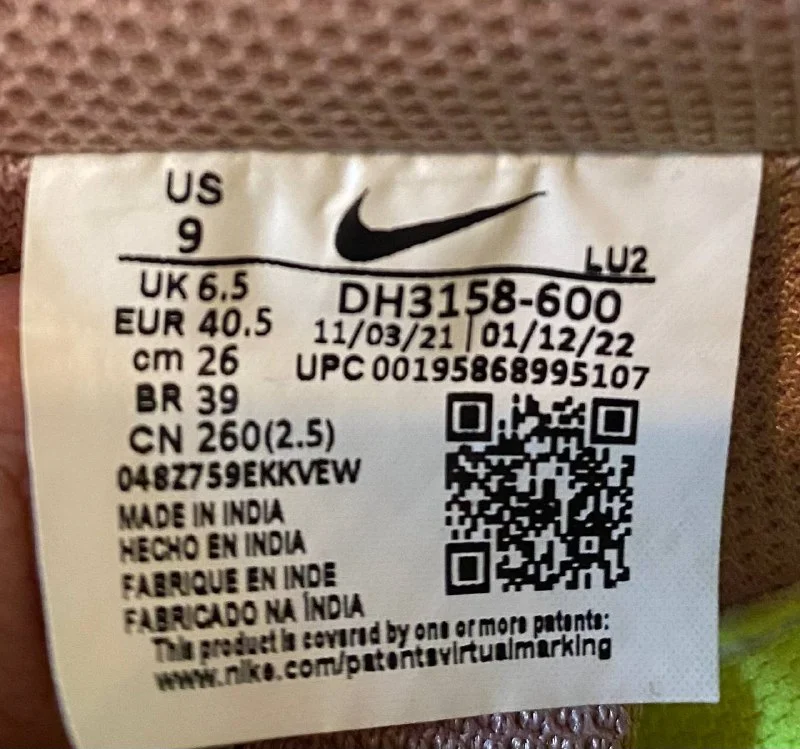 US
9
LU2
UK 6.5
EUR 40.5
cm 26
BR 39
CN 260(2.5)
DH3158-600
11/03/21 | 01/12/22
UPC 00195868995107
048Z759EKKVEW
MADE IN INDIA
HECHO EN INDIA
FABRIQUE EN INDE
FABRICADO NA ÍNDIA
This product is covered by one or more patents:
www.nike.com/patentsvirtualmarking